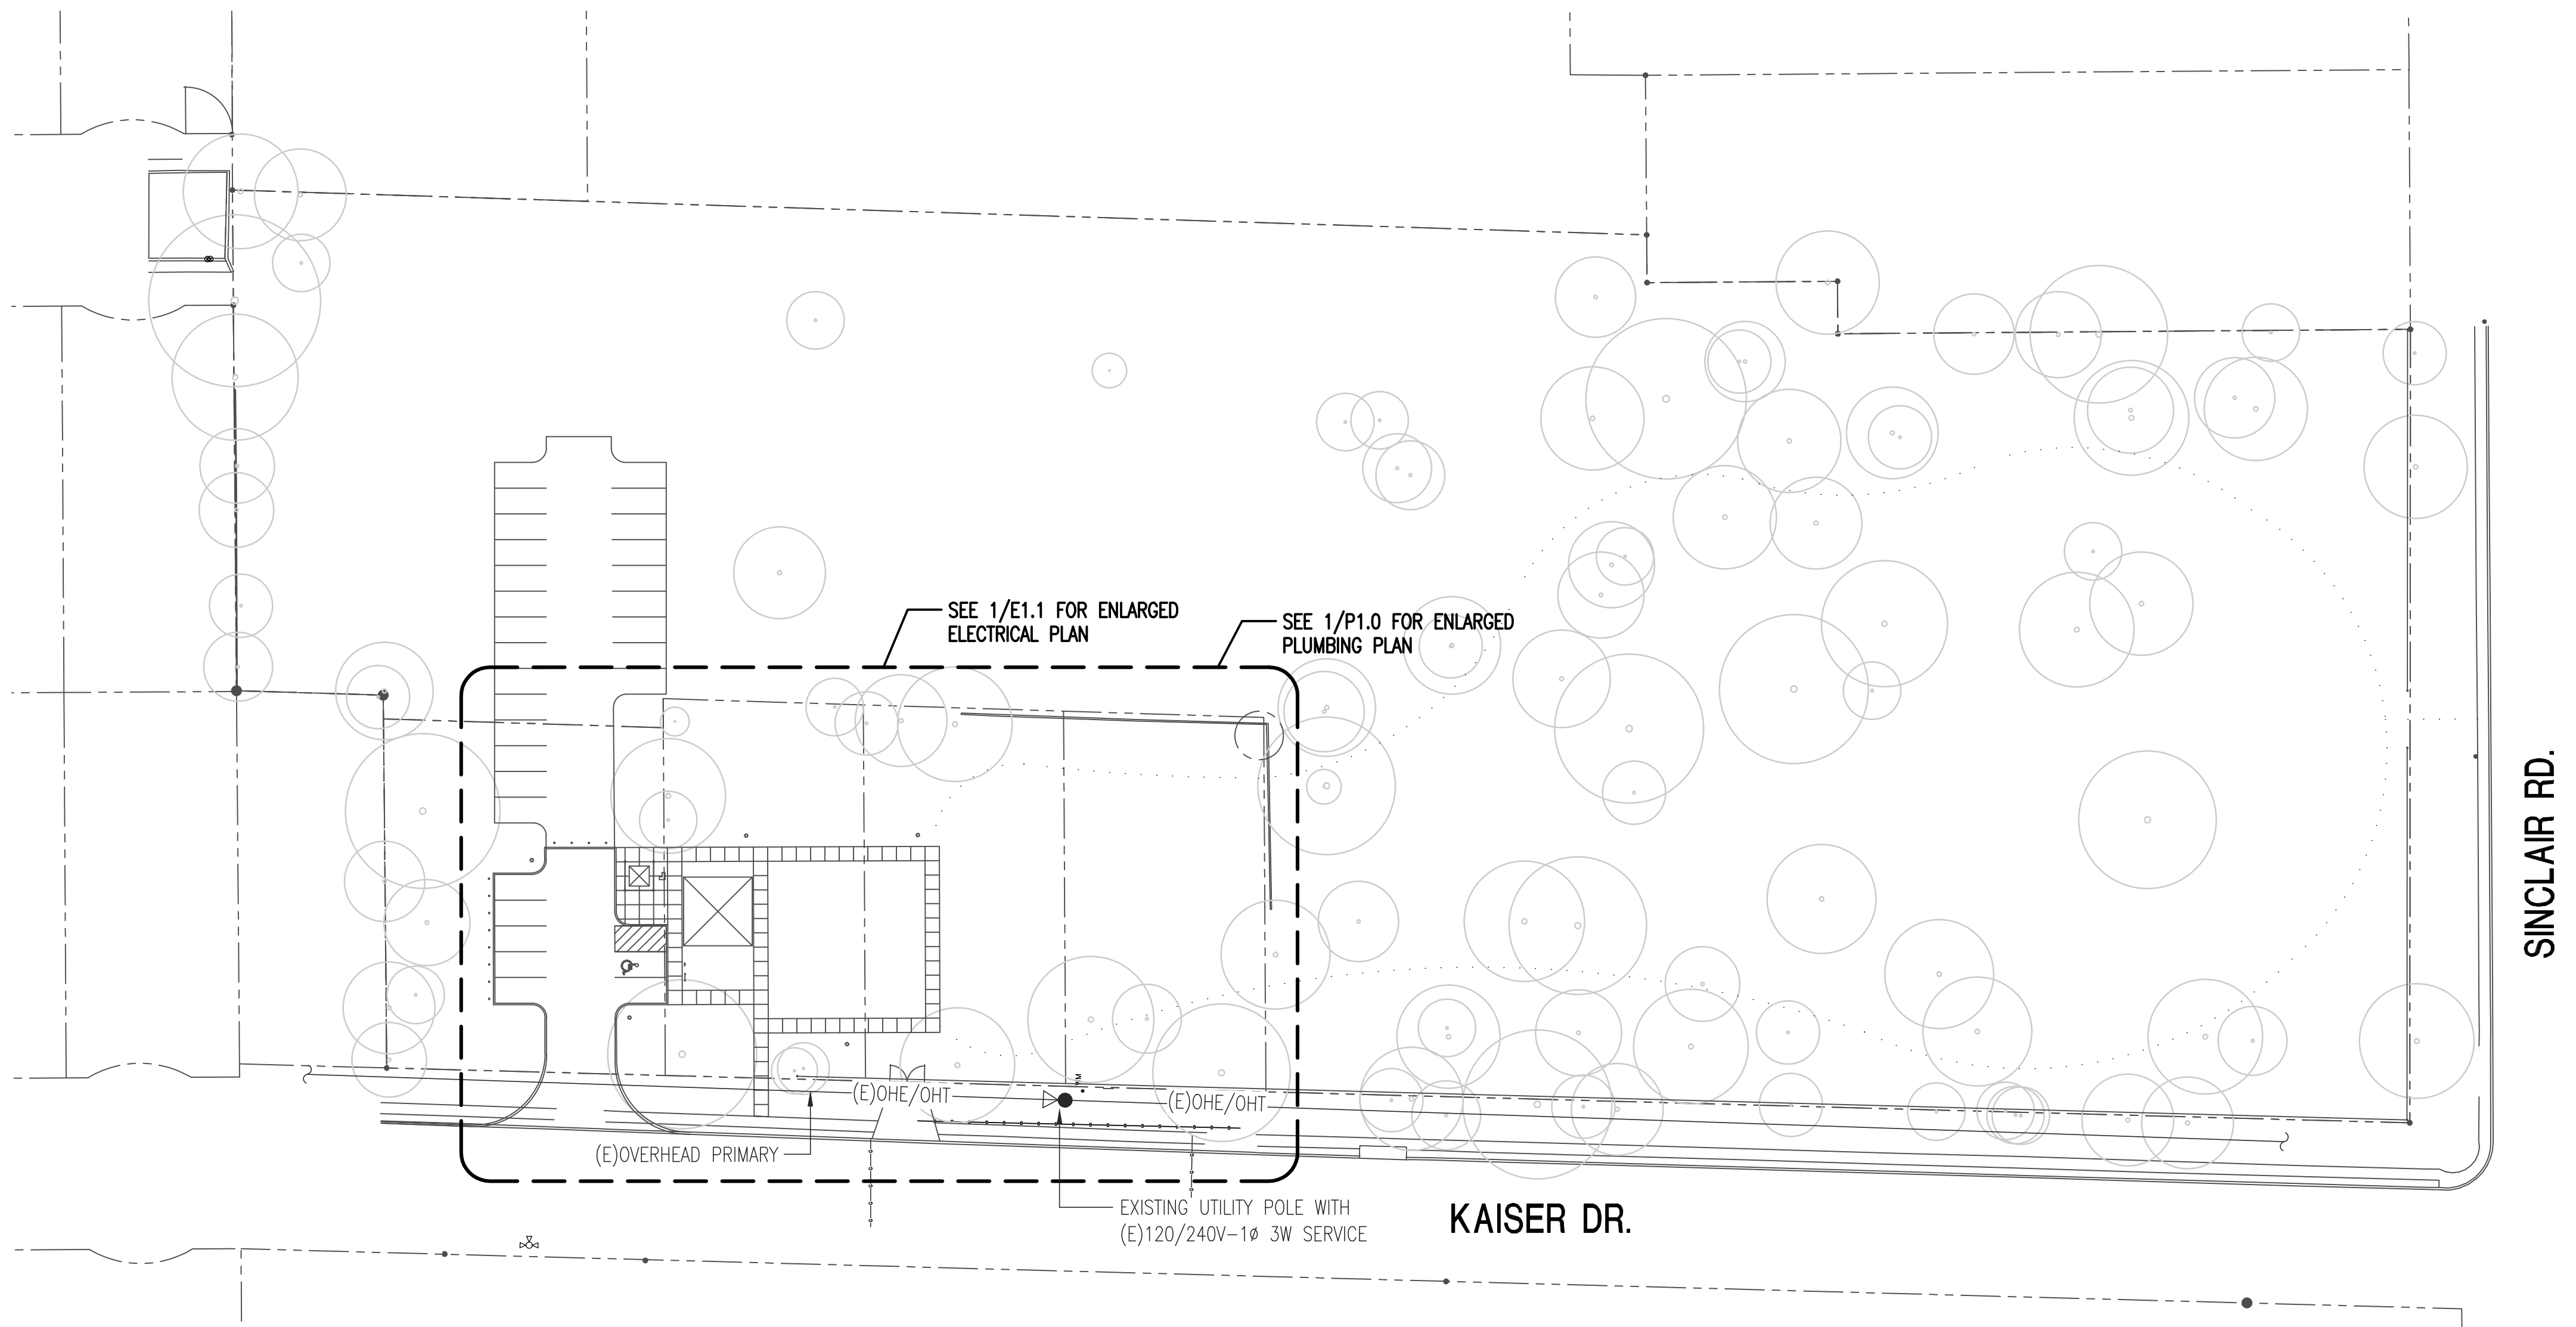 SEE 1/E1.1 FOR ENLARGED
ELECTRICAL PLAN
SEE 1/P1.0 FOR ENLARGED
PLUMBING PLAN
SINCLAIR RD.
(E)OHE/OHT
(E)OHE/OHT
(E)OVERHEAD PRIMARY
EXISTING UTILITY POLE WITH
(E)120/240V-1ø 3W SERVICE
KAISER DR.